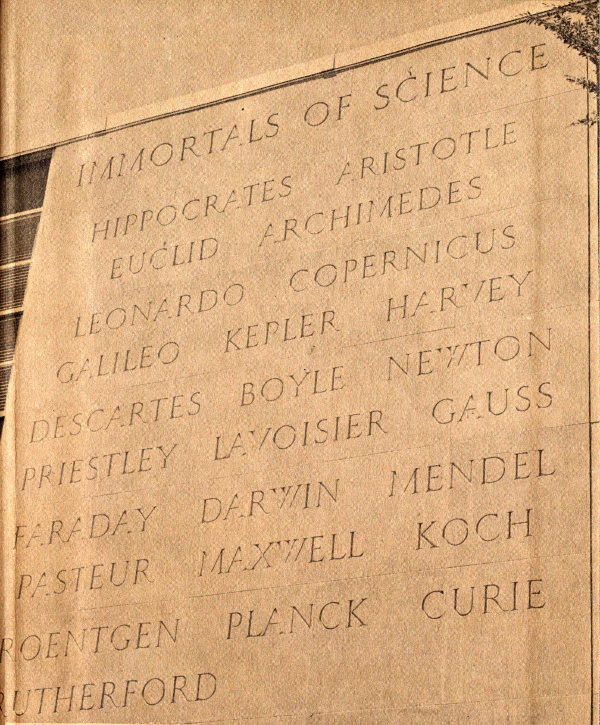 IMMORTALS OF SCIENCE
HIPPOCRATES ARISTOTLE
EUCLID ARCHIMEDES
LEONARDO COPERNICUS
GALILEO KEPLER HARVEY
DESCARTES BOYLE NEWTON
PRIESTLEY LAVOISIER GAUSS
FARADAY DARWIN MENDEL
PASTEUR MAXWELL KOCH
ROENTGEN PLANCK CURIE
RUTHERFORD